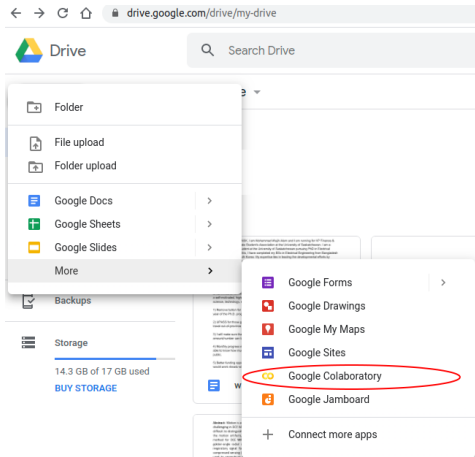 drive.google.com/drive/my-drive
Drive
Search Drive
Folder
File upload
Folder upload
Google Docs
Google Sheets
Google Slides
More
Google Forms
Google Drawings
Google My Maps
Google Sites
Google Colaboratory
Google Jamboard
Connect more apps
Backups
Storage
14.3 GB of 17 GB used
BUY STORAGE